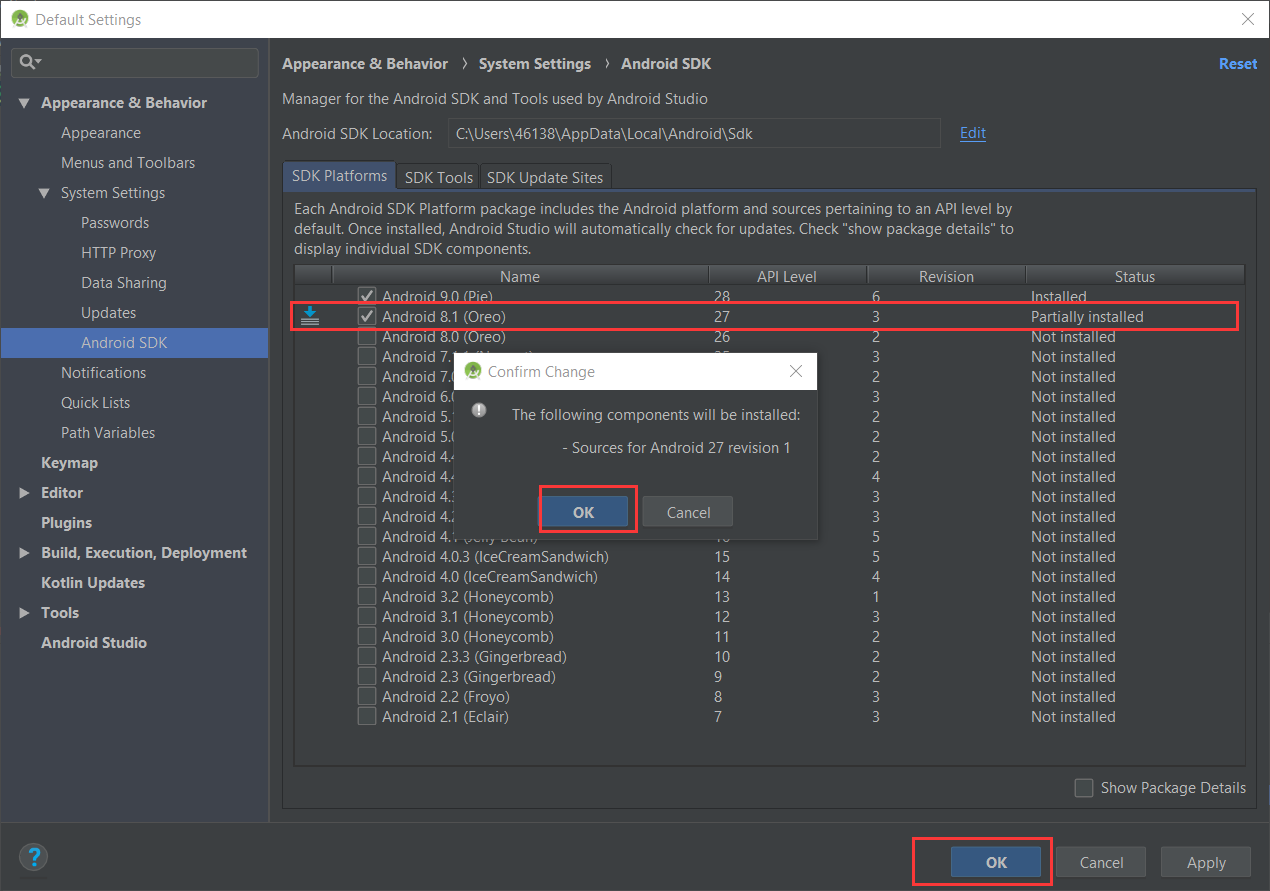 Default Settings
Appearance & Behavior
Appearance
Menus and Toolbars
System Settings
Passwords
HTTP Proxy
Data Sharing
Updates
Android SDK
Notifications
Quick Lists
Path Variables
Keymap
Editor
Plugins
Build, Execution, Deployment
Kotlin Updates
Tools
Android Studio
Appearance & Behavior › System Settings › Android SDK
Reset
Manager for the Android SDK and Tools used by Android Studio
Android SDK Location: C:\Users\46138\AppData\Local\Android\Sdk Edit
SDK Platforms SDK Tools SDK Update Sites
Each Android SDK Platform package includes the Android platform and sources pertaining to an API level by
default. Once installed, Android Studio will automatically check for updates. Check "show package details" to
display individual SDK components.
Name API Level Revision Status
Android 9.0 (Pie) 28 6 Installed
Android 8.1 (Oreo) 27 3 Partially installed
Android 8.0 (Oreo) 26 2 Not installed
Android 7. 3 Not installed
Android 7.0 2 Not installed
Android 6.0 3 Not installed
Android 5. 2 Not installed
Android 5.0 2 Not installed
Android 4.4 2 Not installed
Android 4.4 4 Not installed
Android 4.3 3 Not installed
Android 4.2 3 Not installed
Android 4.1 (Jelly Bean) 16 5 Not installed
Android 4.0.3 (IceCreamSandwich) 15 5 Not installed
Android 4.0 (IceCreamSandwich) 14 4 Not installed
Android 3.2 (Honeycomb) 13 1 Not installed
Android 3.1 (Honeycomb) 12 3 Not installed
Android 3.0 (Honeycomb) 11 2 Not installed
Android 2.3.3 (Gingerbread) 10 2 Not installed
Android 2.3 (Gingerbread) 9 2 Not installed
Android 2.2 (Froyo) 8 3 Not installed
Android 2.1 (Eclair) 7 3 Not installed
Confirm Change
The following components will be installed:
- Sources for Android 27 revision 1
OK Cancel
Show Package Details
?
OK Cancel Apply